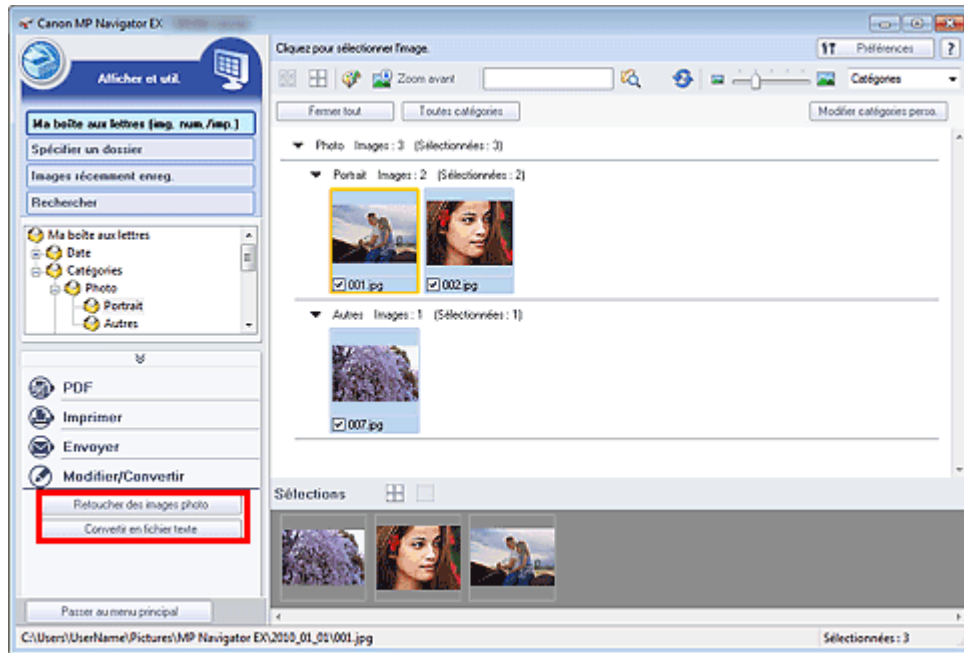 Canon MP Navigator EX
Cliquez pour sélectionner l'image.
Préférences
?
Afficher et util.
Zoom avant
Catégories
Fermer tout
Toutes catégories
Modifier catégories perso.
Ma boîte aux lettres (img. num./imp.)
Spécifier un dossier
Images récemment enreg.
Rechercher
Ma boîte aux lettres
Date
Catégories
Photo
Portrait
Autres
Photo Images : 3 (Sélectionnées : 3)
Portrait Images : 2 (Sélectionnées : 2)
001.jpg
002.jpg
Autres Images : 1 (Sélectionnées : 1)
007.jpg
PDF
Imprimer
Envoyer
Modifier/Convertir
Retoucher des images photo
Convertir en fichier texte
Passer au menu principal
Sélections
C:\Users\UserName\Pictures\MP Navigator EX\2010_01_01\001.jpg
Sélectionnées : 3